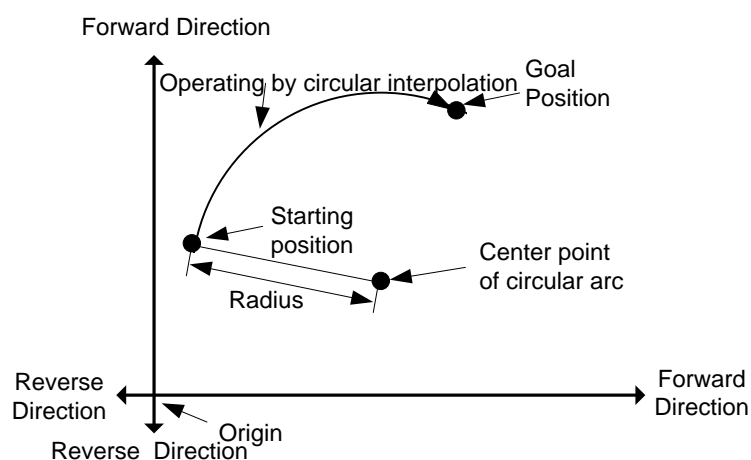 Forward Direction
Operating by circular interpolation
Goal
Position
Starting
position
Center point
of circular arc
Radius
Reverse
Direction
Forward
Direction
Origin
Reverse  Direction